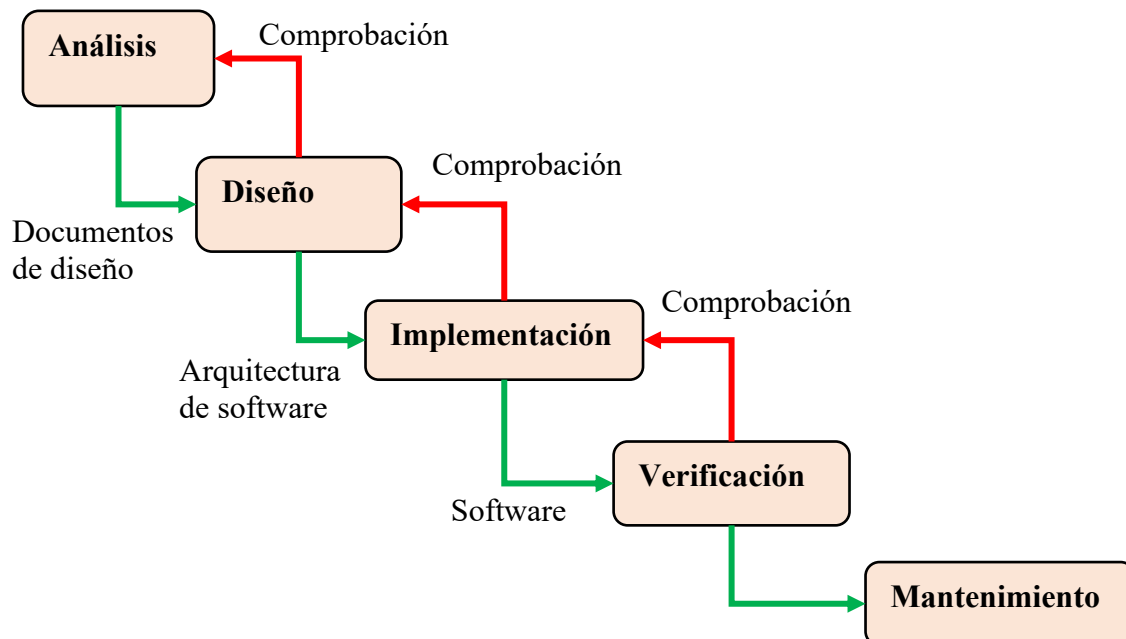 Análisis
Comprobación
Diseño
Comprobación
Documentos
de diseño
Implementación
Comprobación
Arquitectura
de software
Verificación
Software
Mantenimiento